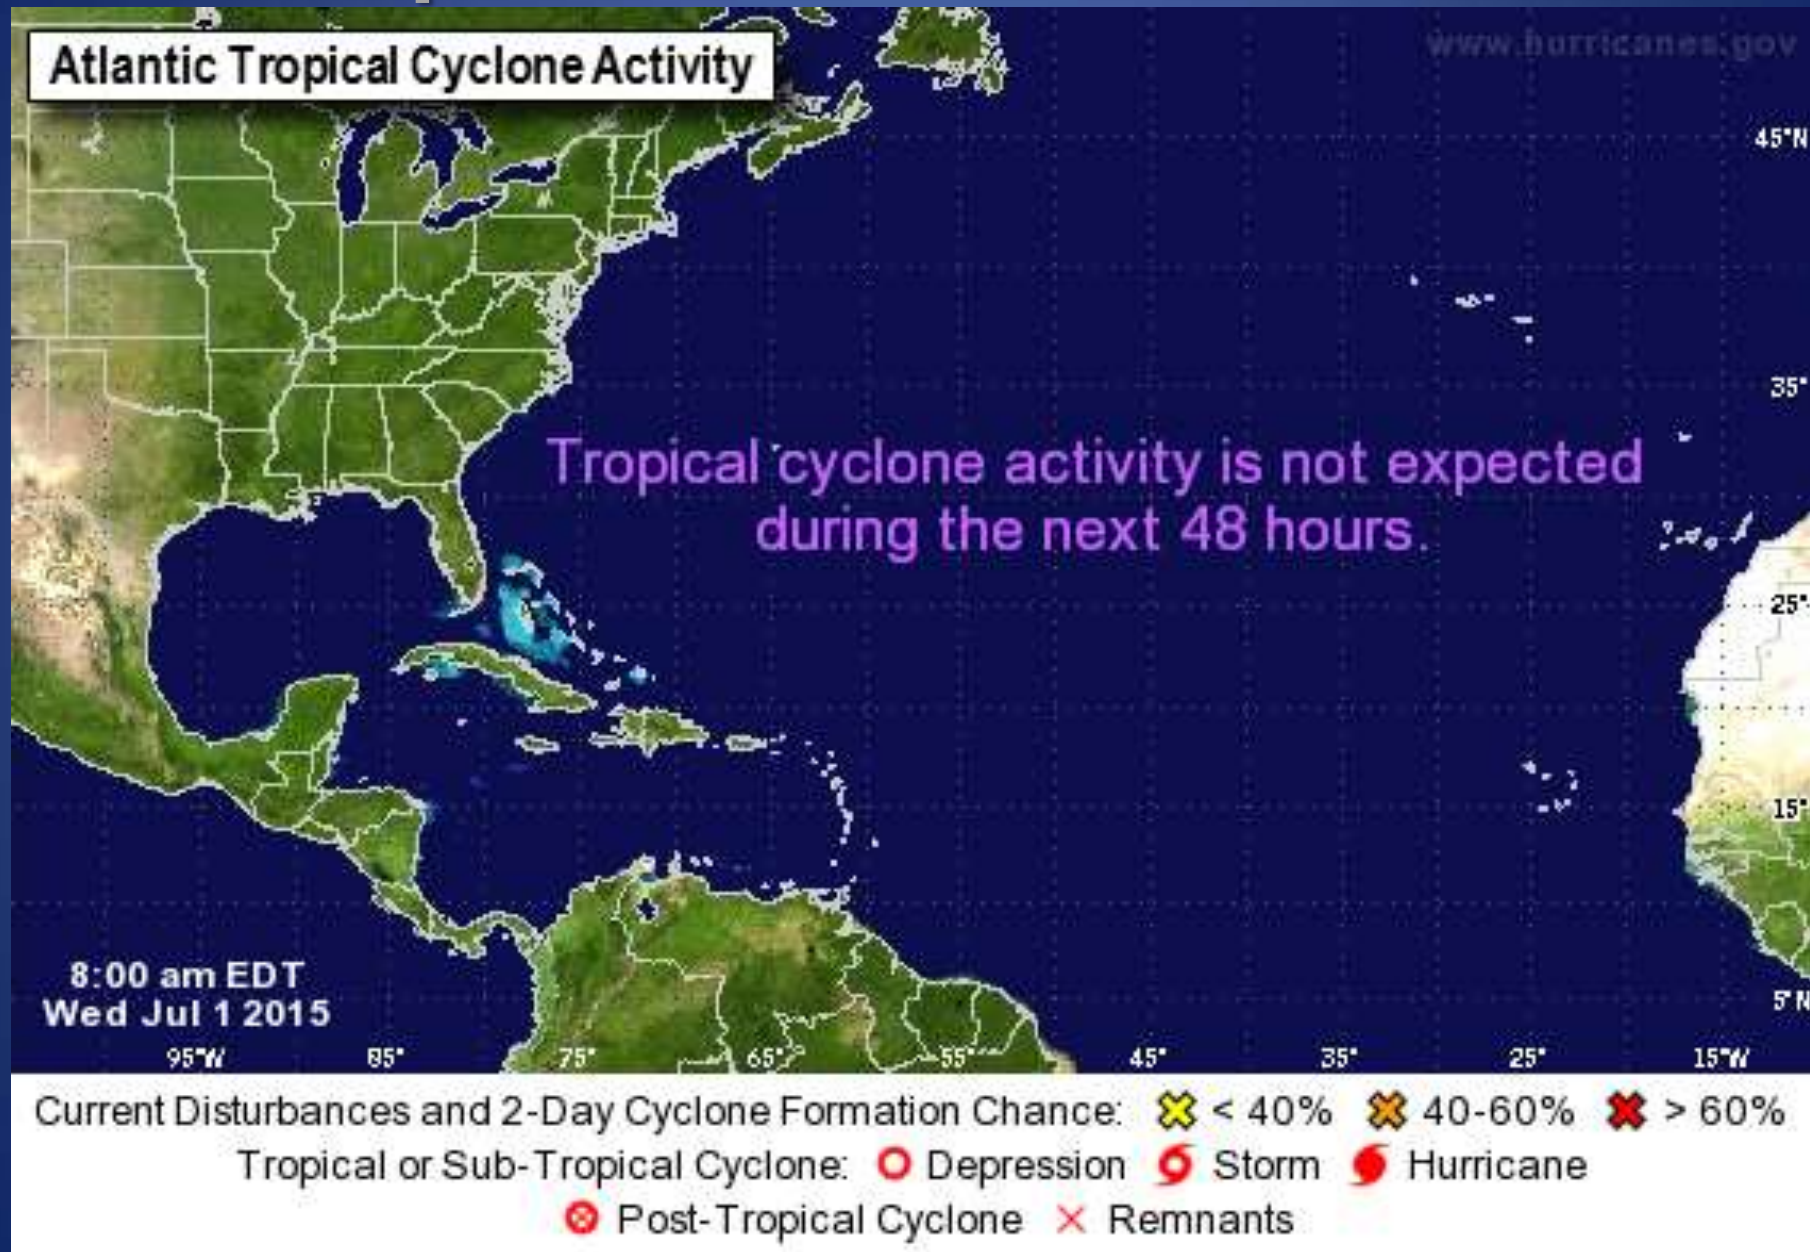 Atlantic Tropical Cyclone Activity
www.hurricanes.gov
45°N
35°
Tropical cyclone activity is not expected
during the next 48 hours.
25°
15°
8:00 am EDT
Wed Jul 1 2015
5°N
95°W 85° 75° 65° 55° 45° 35° 25° 15°W
Current Disturbances and 2-Day Cyclone Formation Chance: < 40% 40-60% > 60%
Tropical or Sub-Tropical Cyclone: Depression Storm Hurricane
Post-Tropical Cyclone Remnants